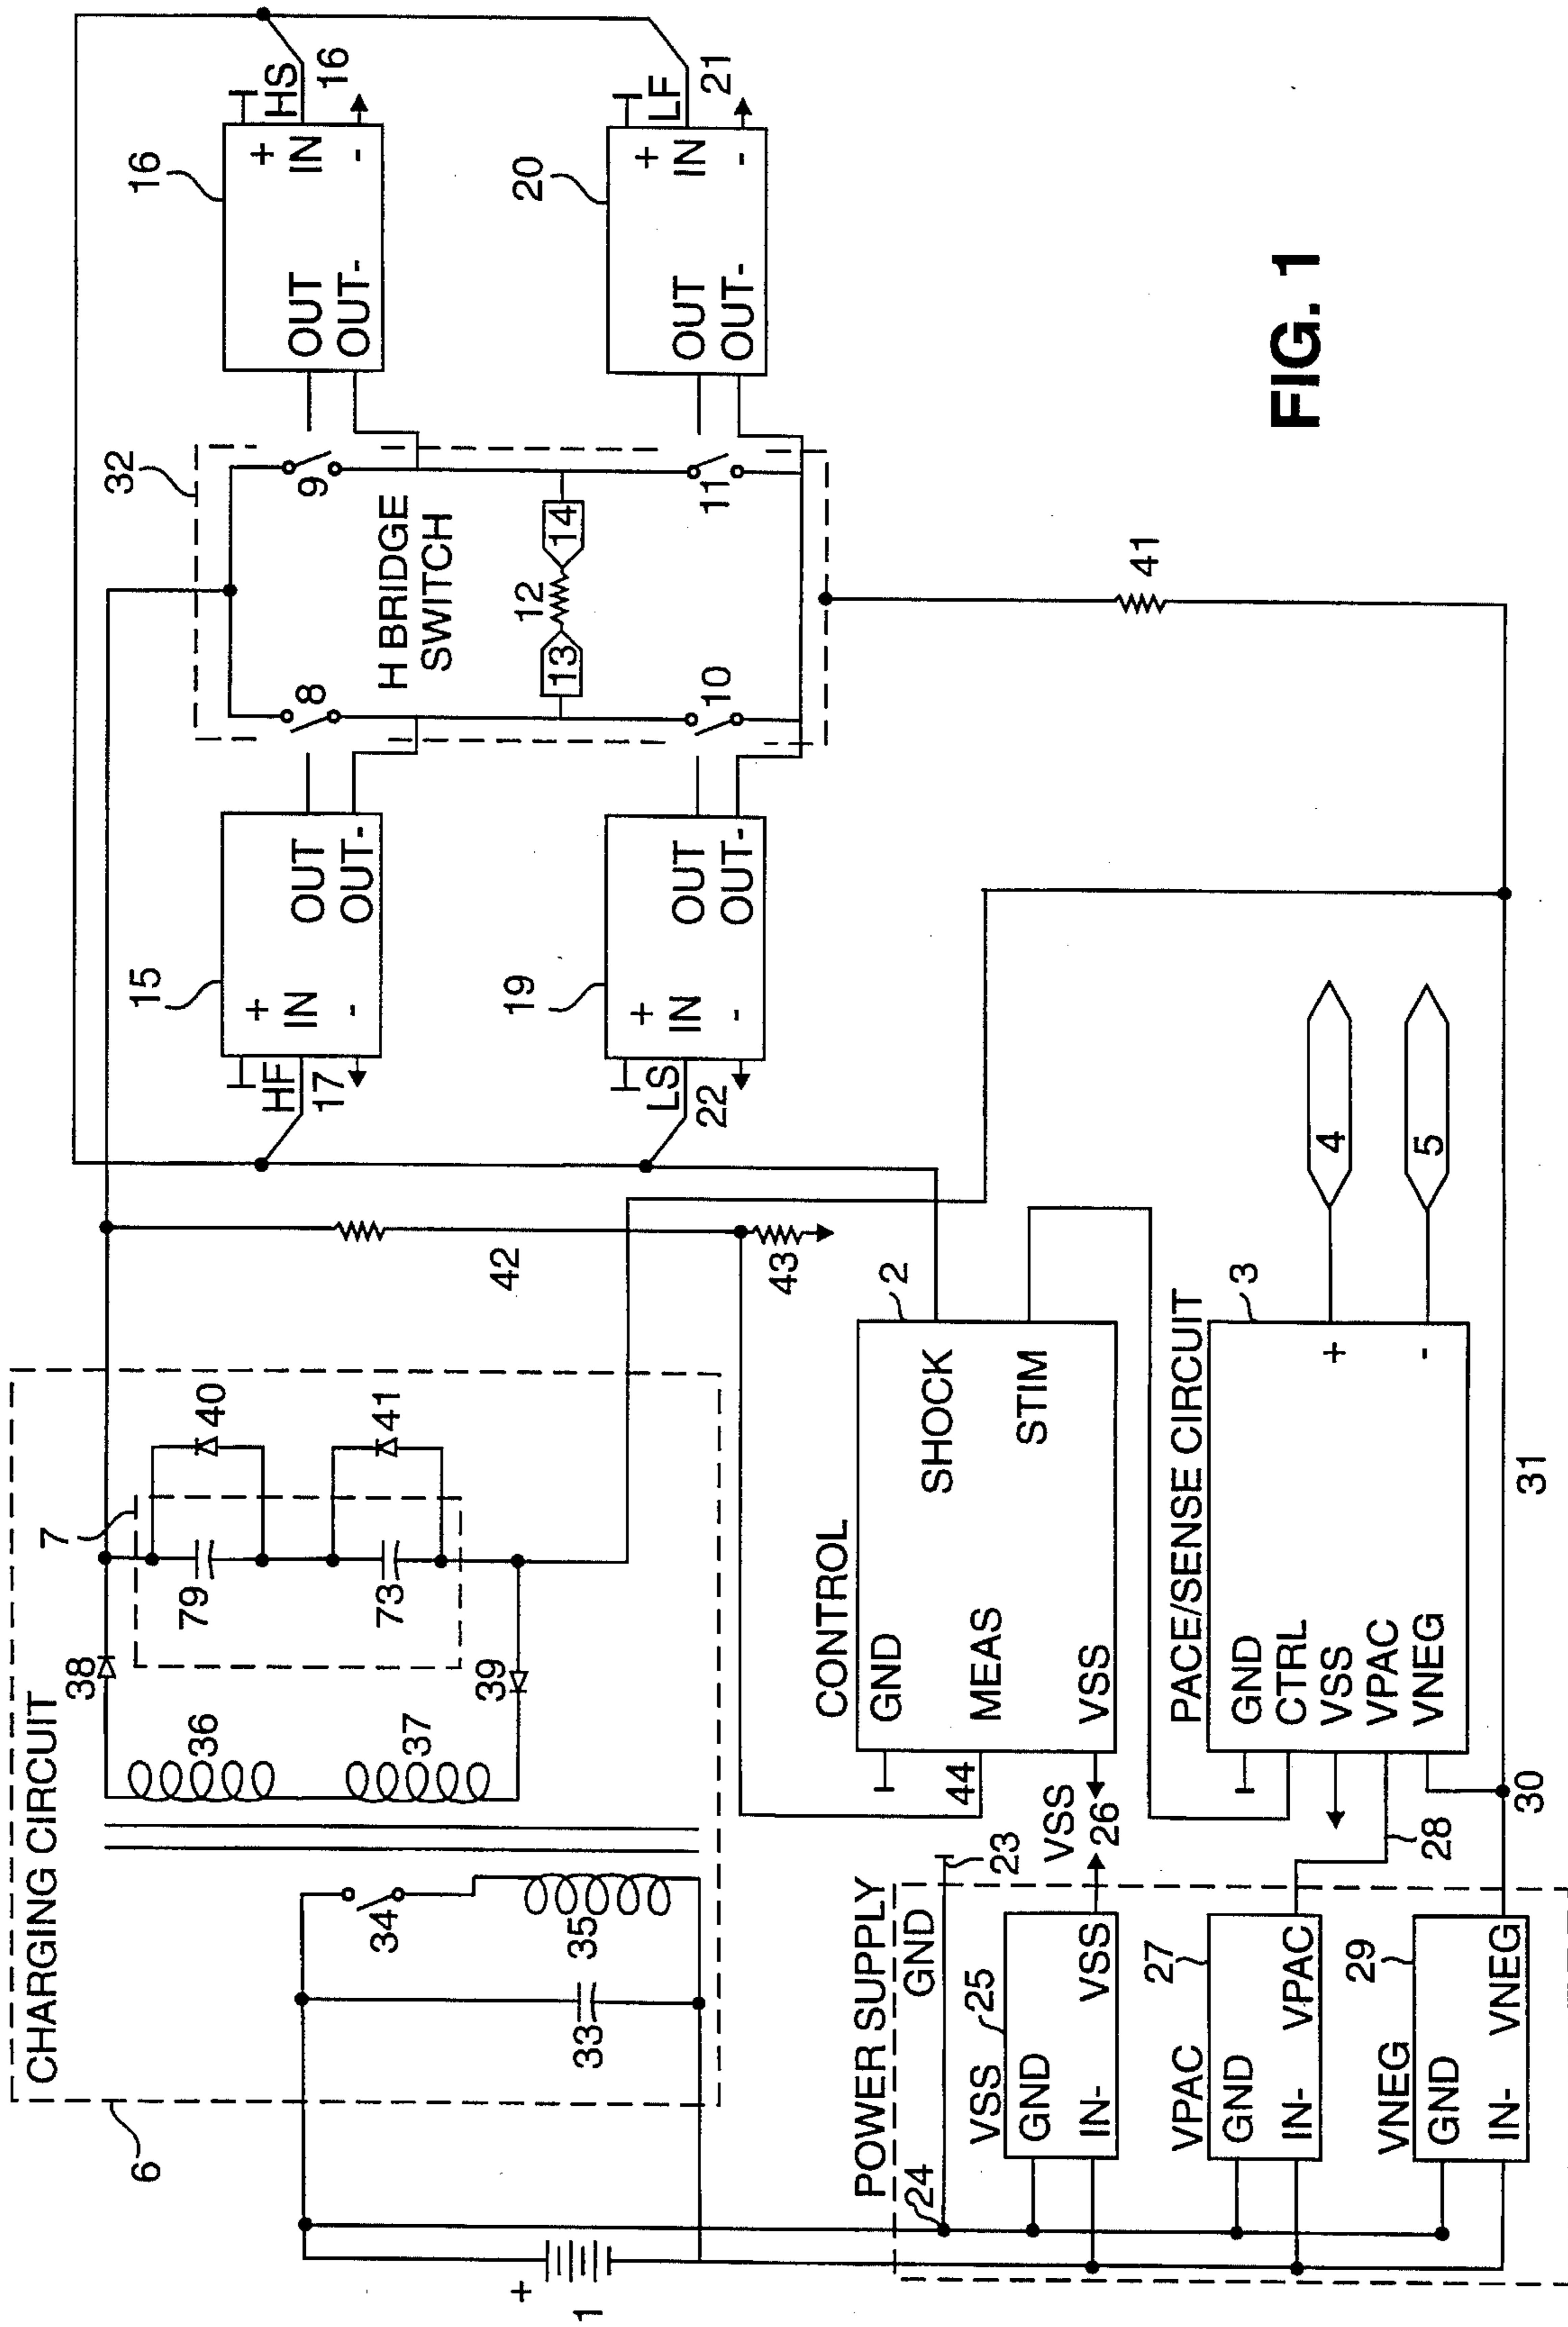 CHARGING CIRCUIT
6
7
38
36
37
39
79
73
40
41
33
34
35
+
1
42
43
HF
17
15
+
IN
-
OUT
OUT-
HS
16
16
+
IN
-
OUT
OUT-
LS
22
19
+
IN
-
OUT
OUT-
LF
21
20
+
IN
-
OUT
OUT-
32
H BRIDGE
SWITCH
8
9
10
11
12
13
14
41
CONTROL
2
GND
MEAS
VSS
SHOCK
STIM
44
VSS
26
PACE/SENSE CIRCUIT
3
GND
CTRL
VSS
VPAC
VNEG
+
-
4
5
POWER SUPPLY
24
GND
23
VSS
25
GND
IN-
VSS
VPAC
27
GND
IN-
VPAC
28
VNEG
29
GND
IN-
VNEG
30
31
FIG. 1